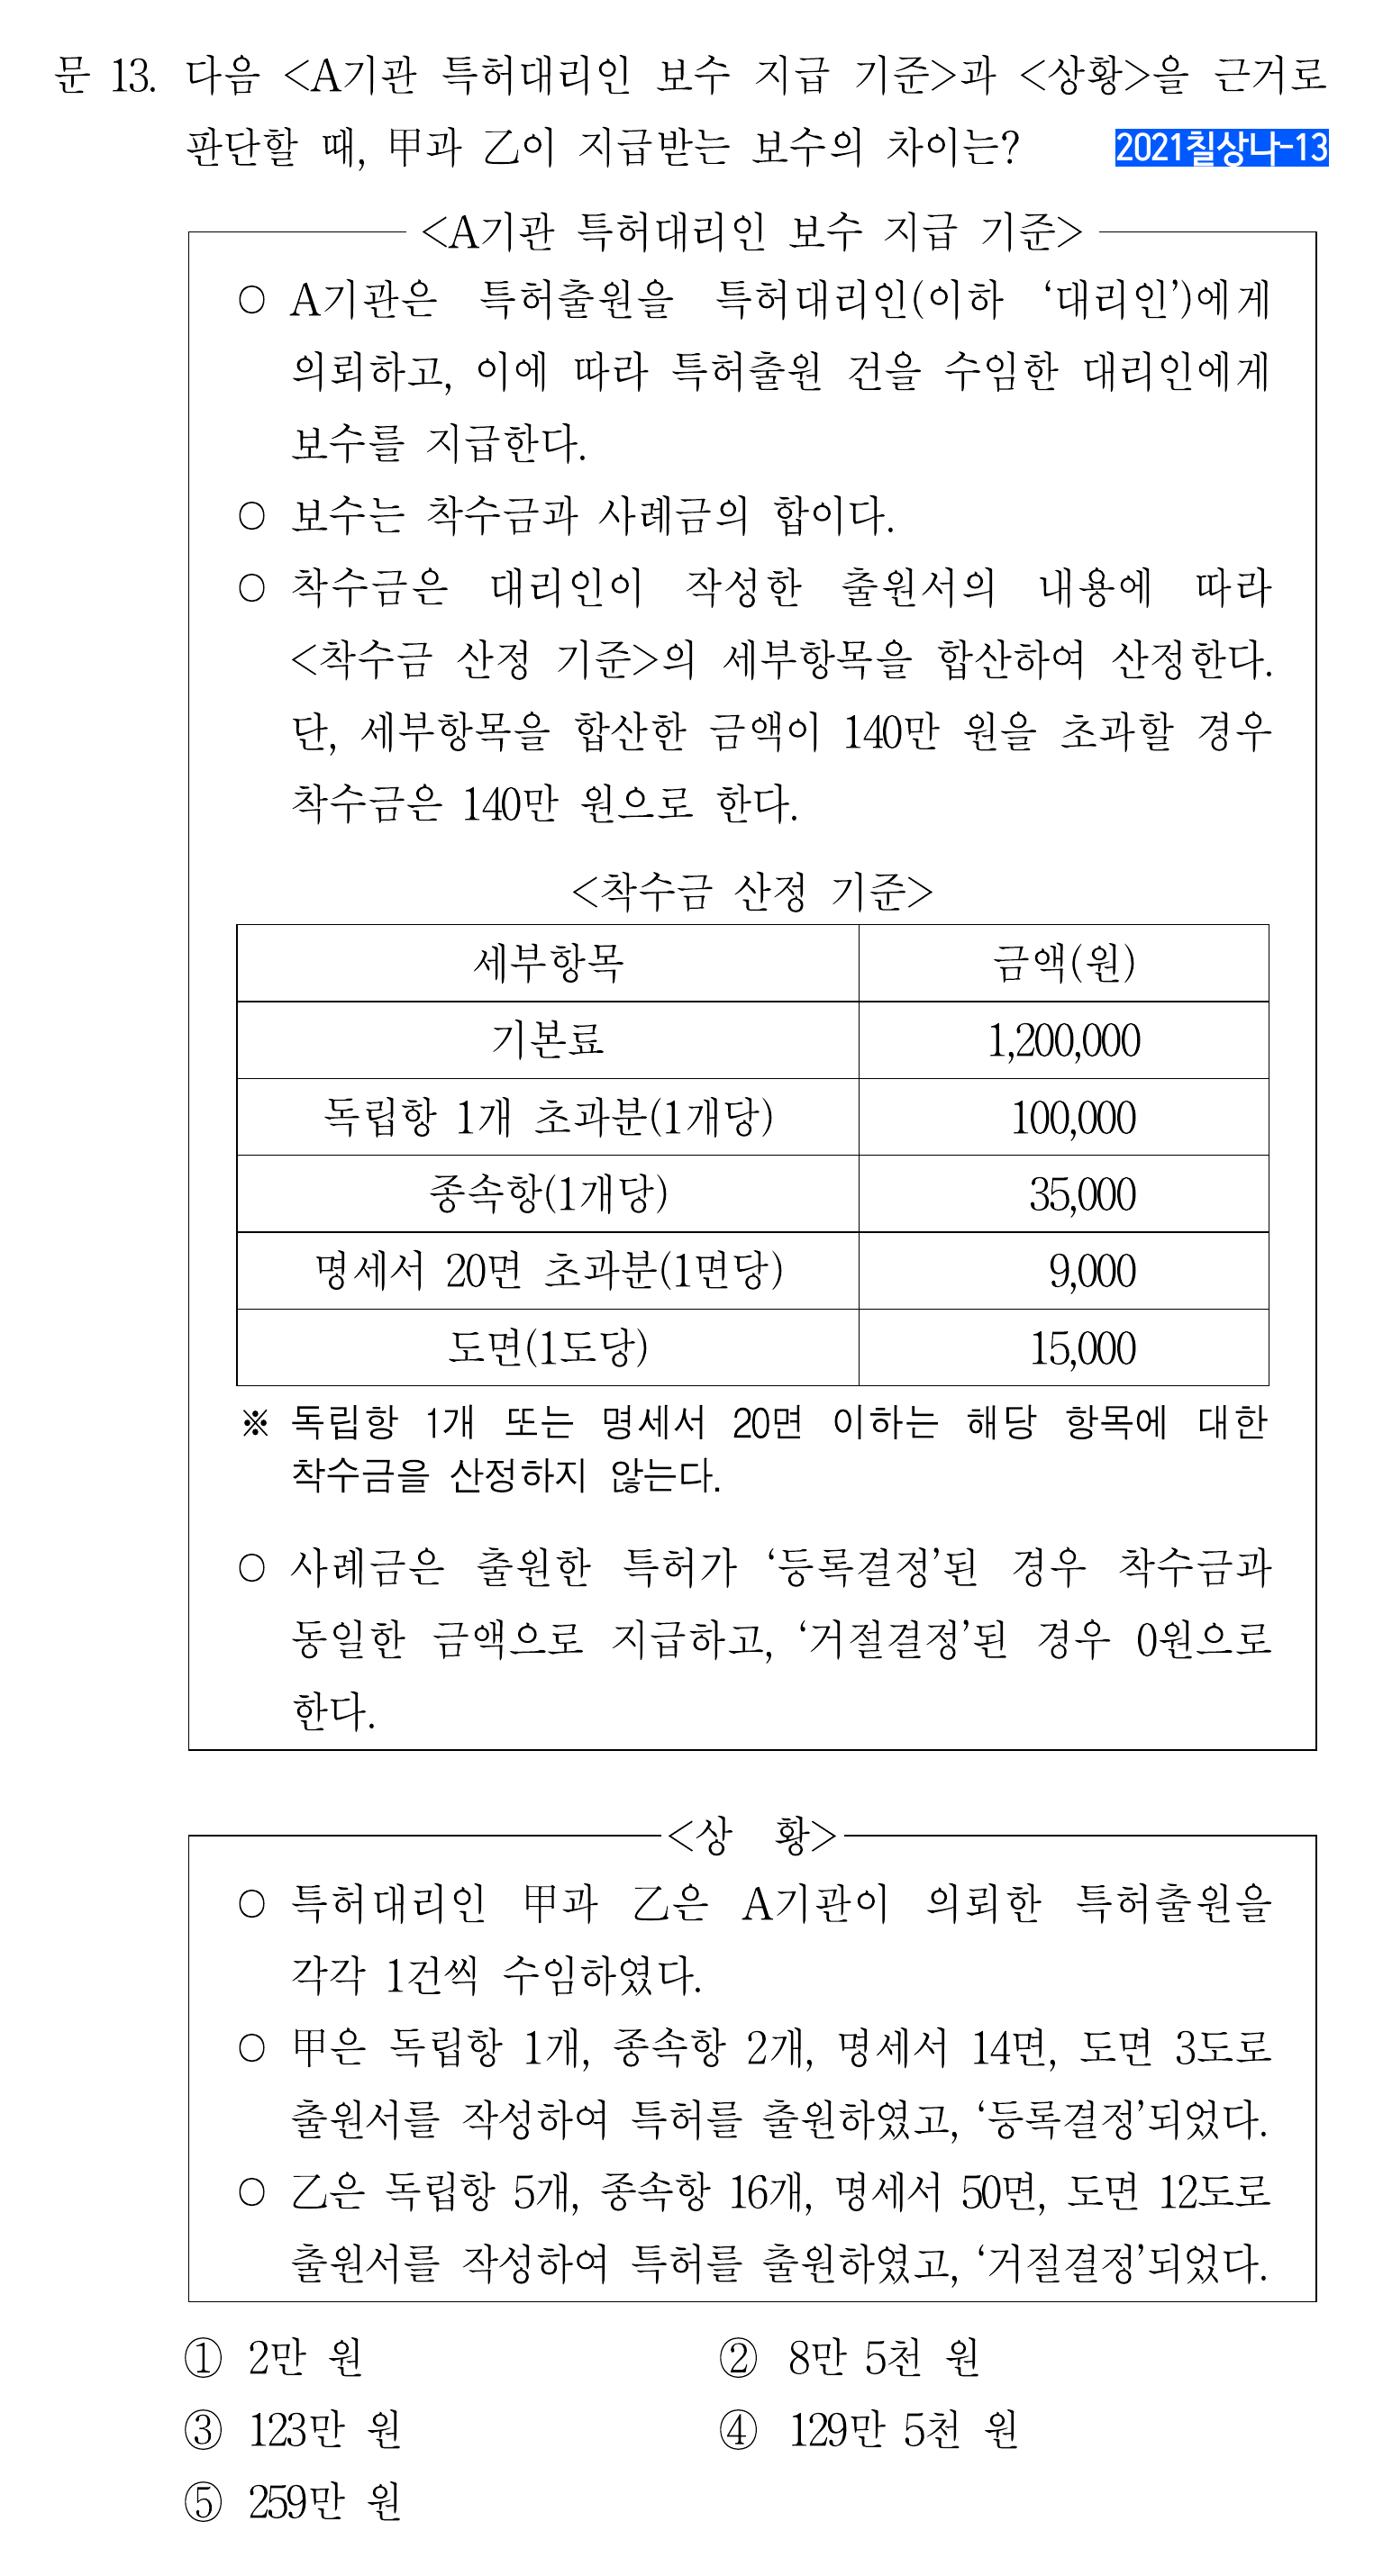 문 13. 다음 <A기관 특허대리인 보수 지급 기준>과 <상황>을 근거로
판단할 때, 甲과 乙이 지급받는 보수의 차이는?
2021칠상나-13
<A기관 특허대리인 보수 지급 기준>
○ A기관은 특허출원을 특허대리인(이하 ‘대리인’)에게
의뢰하고, 이에 따라 특허출원 건을 수임한 대리인에게
보수를 지급한다.
○ 보수는 착수금과 사례금의 합이다.
○ 착수금은 대리인이 작성한 출원서의 내용에 따라
<착수금 산정 기준>의 세부항목을 합산하여 산정한다.
단, 세부항목을 합산한 금액이 140만 원을 초과할 경우
착수금은 140만 원으로 한다.
<착수금 산정 기준>
세부항목 금액(원)
기본료 1,200,000
독립항 1개 초과분(1개당) 100,000
종속항(1개당) 35,000
명세서 20면 초과분(1면당) 9,000
도면(1도당) 15,000
※ 독립항 1개 또는 명세서 20면 이하는 해당 항목에 대한
착수금을 산정하지 않는다.
○ 사례금은 출원한 특허가 ‘등록결정’된 경우 착수금과
동일한 금액으로 지급하고, ‘거절결정’된 경우 0원으로
한다.
<상 황>
○ 특허대리인 甲과 乙은 A기관이 의뢰한 특허출원을
각각 1건씩 수임하였다.
○ 甲은 독립항 1개, 종속항 2개, 명세서 14면, 도면 3도로
출원서를 작성하여 특허를 출원하였고, ‘등록결정’되었다.
○ 乙은 독립항 5개, 종속항 16개, 명세서 50면, 도면 12도로
출원서를 작성하여 특허를 출원하였고, ‘거절결정’되었다.
① 2만 원 ② 8만 5천 원
③ 123만 원 ④ 129만 5천 원
⑤ 259만 원